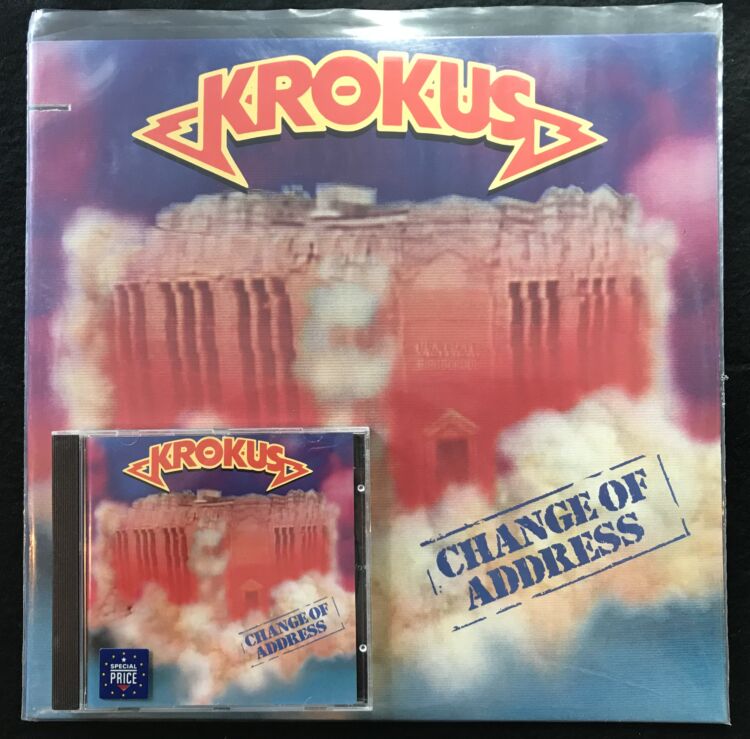 KROKUS
CHANGE OF
ADDRESS
KROKUS
CHANGE OF
ADDRESS
SPECIAL
PRICE